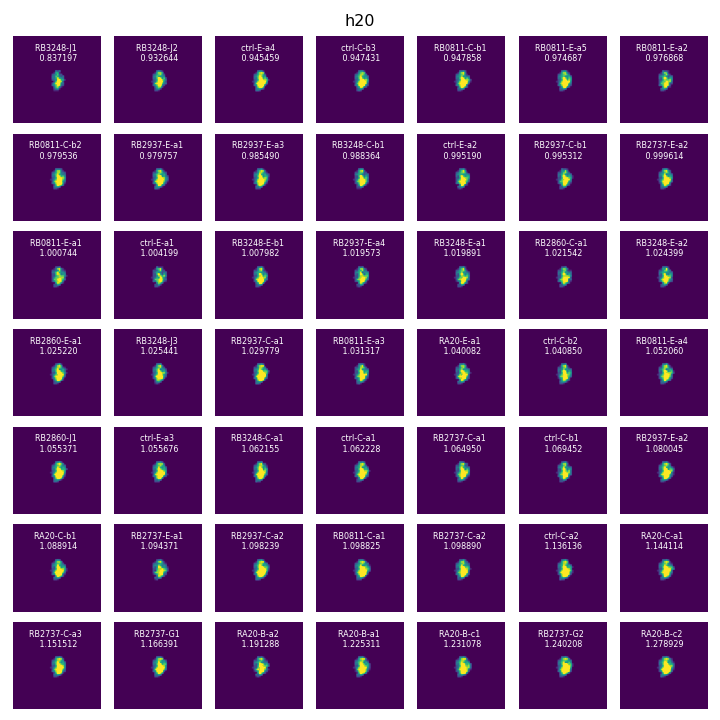 h20
RB3248-J1
0.837197
RB3248-J2
0.932644
ctrl-E-a4
0.945459
ctrl-C-b3
0.947431
RB0811-C-b1
0.947858
RB0811-E-a5
0.974687
RB0811-E-a2
0.976868
RB0811-C-b2
0.979536
RB2937-E-a1
0.979757
RB2937-E-a3
0.985490
RB3248-C-b1
0.988364
ctrl-E-a2
0.995190
RB2937-C-b1
0.995312
RB2737-E-a2
0.999614
RB0811-E-a1
1.000744
ctrl-E-a1
1.004199
RB3248-E-b1
1.007982
RB2937-E-a4
1.019573
RB3248-E-a1
1.019891
RB2860-C-a1
1.021542
RB3248-E-a2
1.024399
RB2860-E-a1
1.025220
RB3248-J3
1.025441
RB2937-C-a1
1.029779
RB0811-E-a3
1.031317
RA20-E-a1
1.040082
ctrl-C-b2
1.040850
RB0811-E-a4
1.052060
RB2860-J1
1.055371
ctrl-E-a3
1.055676
RB3248-C-a1
1.062155
ctrl-C-a1
1.062228
RB2737-C-a1
1.064950
ctrl-C-b1
1.069452
RB2937-E-a2
1.080045
RA20-C-b1
1.088914
RB2737-E-a1
1.094371
RB2937-C-a2
1.098239
RB0811-C-a1
1.098825
RB2737-C-a2
1.098890
ctrl-C-a2
1.136136
RA20-C-a1
1.144114
RB2737-C-a3
1.151512
RB2737-G1
1.166391
RA20-B-a2
1.191288
RA20-B-a1
1.225311
RA20-B-c1
1.231078
RB2737-G2
1.240208
RA20-B-c2
1.278929